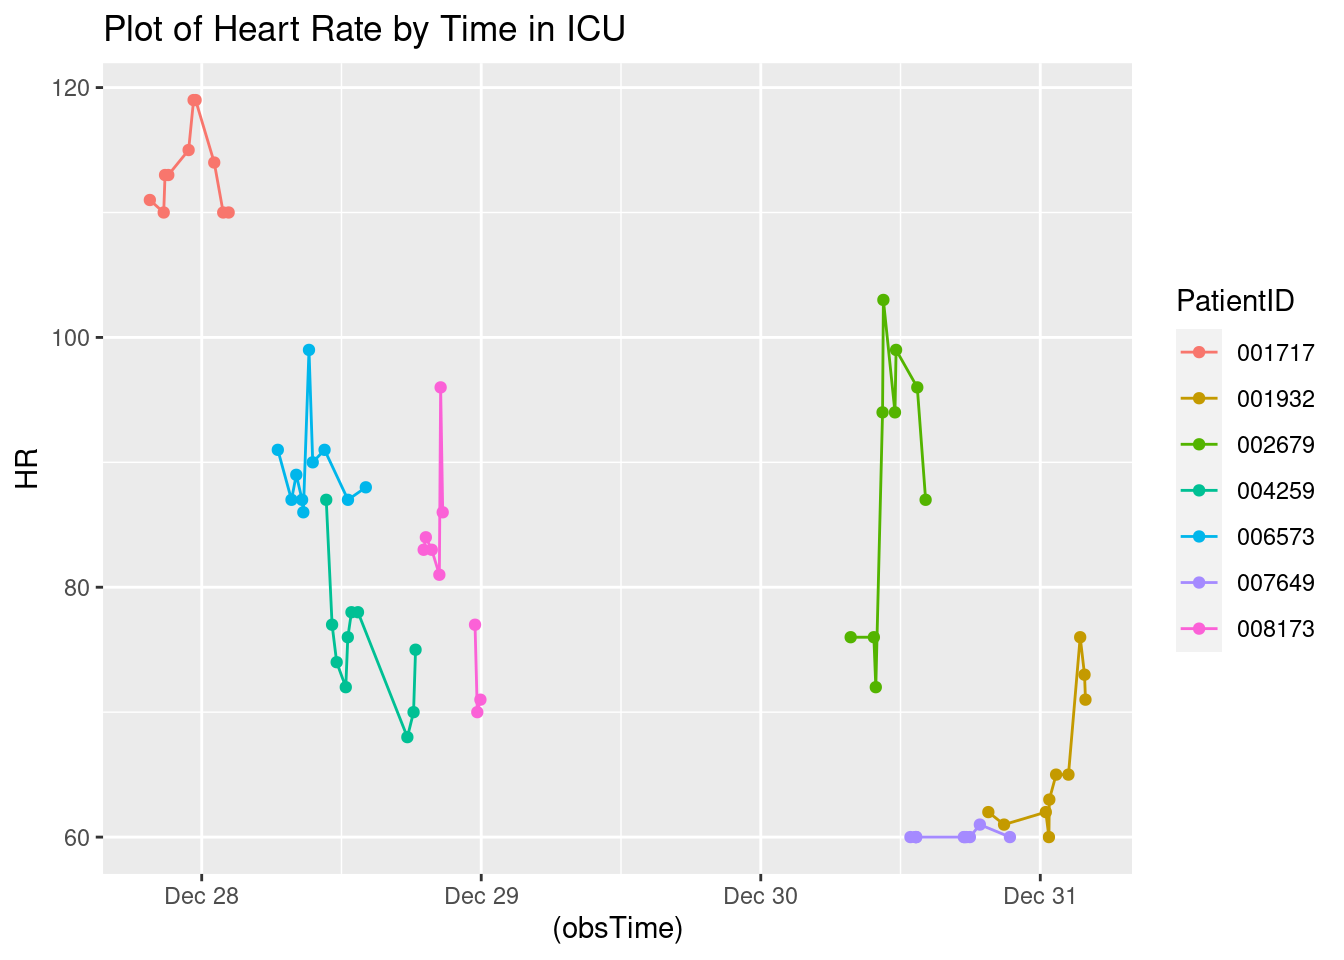 Plot of Heart Rate by Time in ICU
120
100
80
60
HR
Dec 28
Dec 29
Dec 30
Dec 31
(obsTime)
PatientID
001717
001932
002679
004259
006573
007649
008173